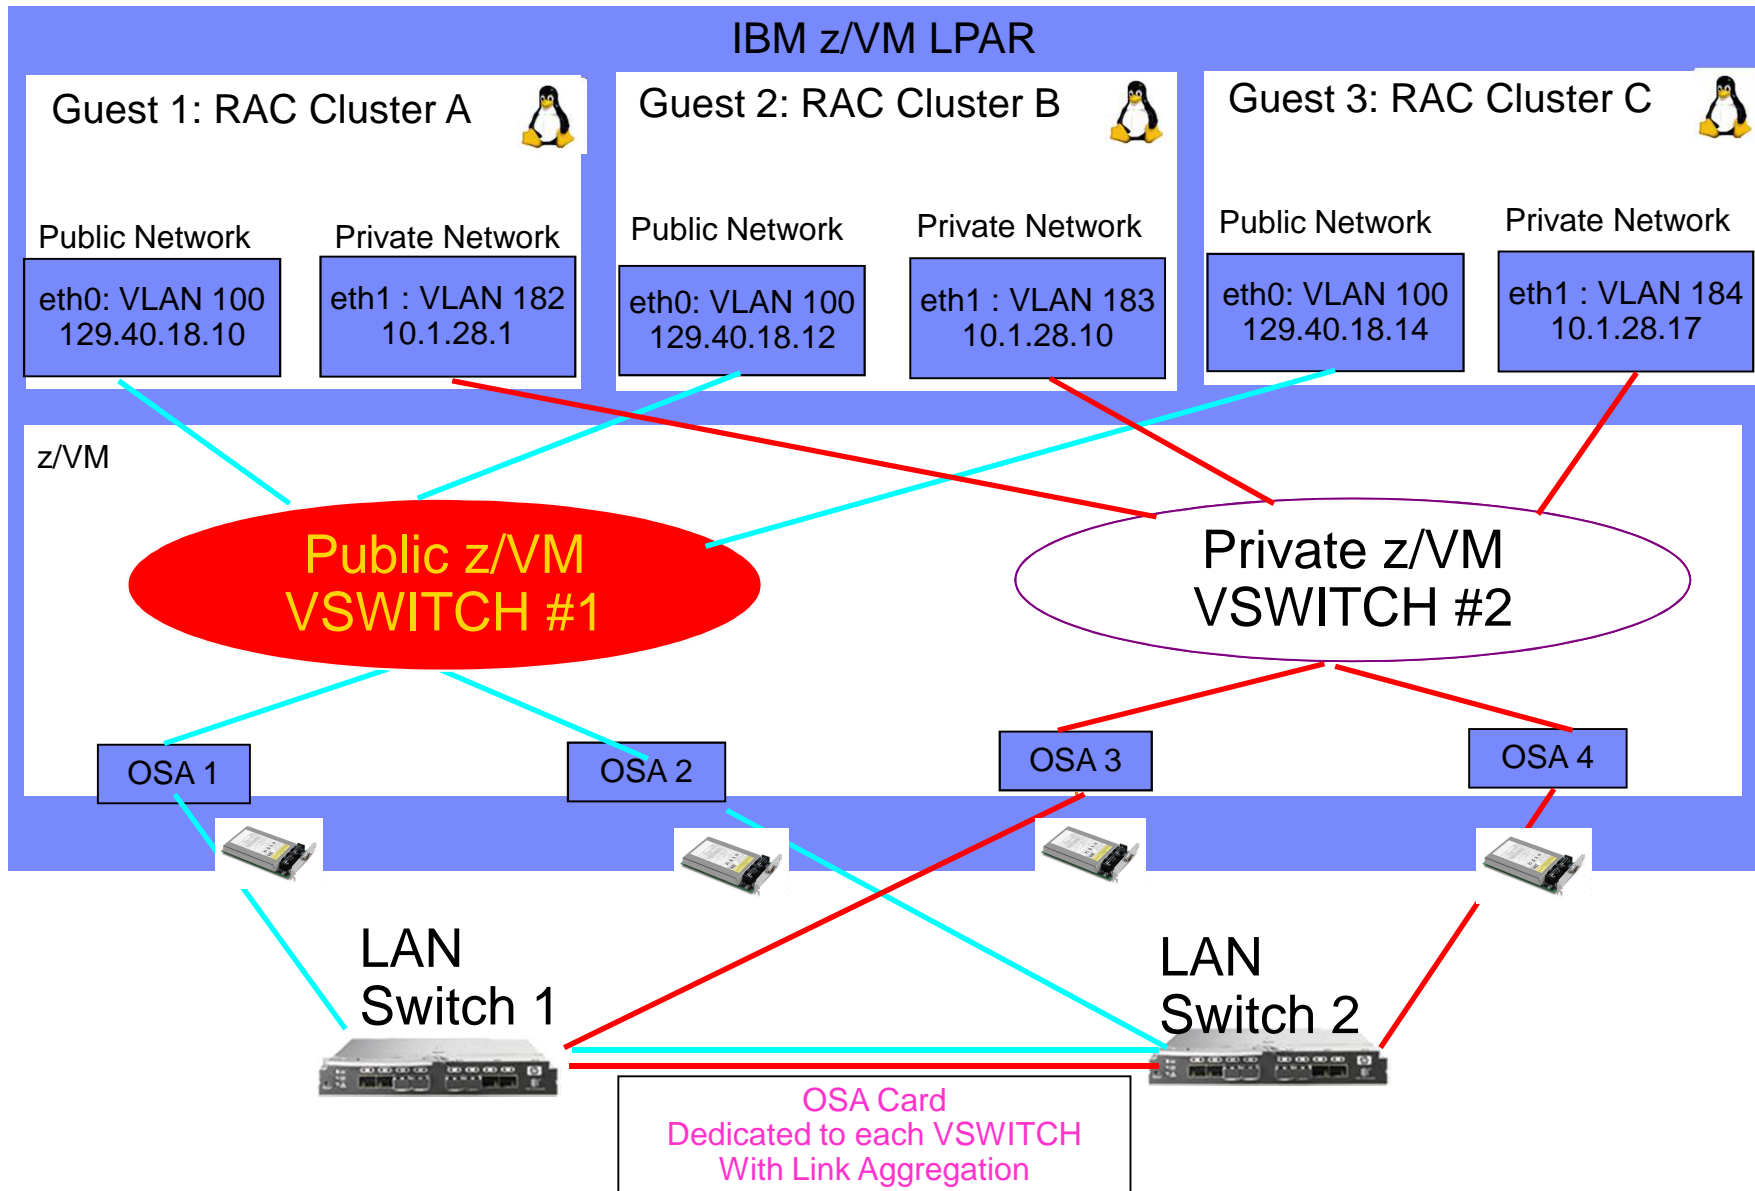 IBM z/VM LPAR
Guest 1: RAC Cluster A
Guest 2: RAC Cluster B
Guest 3: RAC Cluster C
Public Network
Private Network
Public Network
Private Network
Public Network
Private Network
eth0: VLAN 100
129.40.18.10
eth1 : VLAN 182
10.1.28.1
eth0: VLAN 100
129.40.18.12
eth1 : VLAN 183
10.1.28.10
eth0: VLAN 100
129.40.18.14
eth1 : VLAN 184
10.1.28.17
z/VM
Public z/VM
VSWITCH #1
Private z/VM
VSWITCH #2
OSA 1
OSA 2
OSA 3
OSA 4
LAN
Switch 1
LAN
Switch 2
OSA Card
Dedicated to each VSWITCH
With Link Aggregation